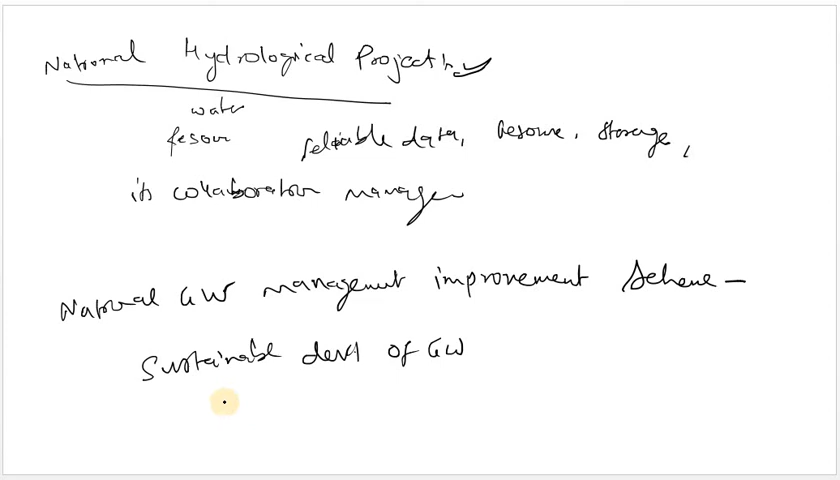 National Hydrological Project
water
resour reliable data, resource, storage,
its collaboration manage
National GW management improvement Scheme -
Sustainable devt of GW